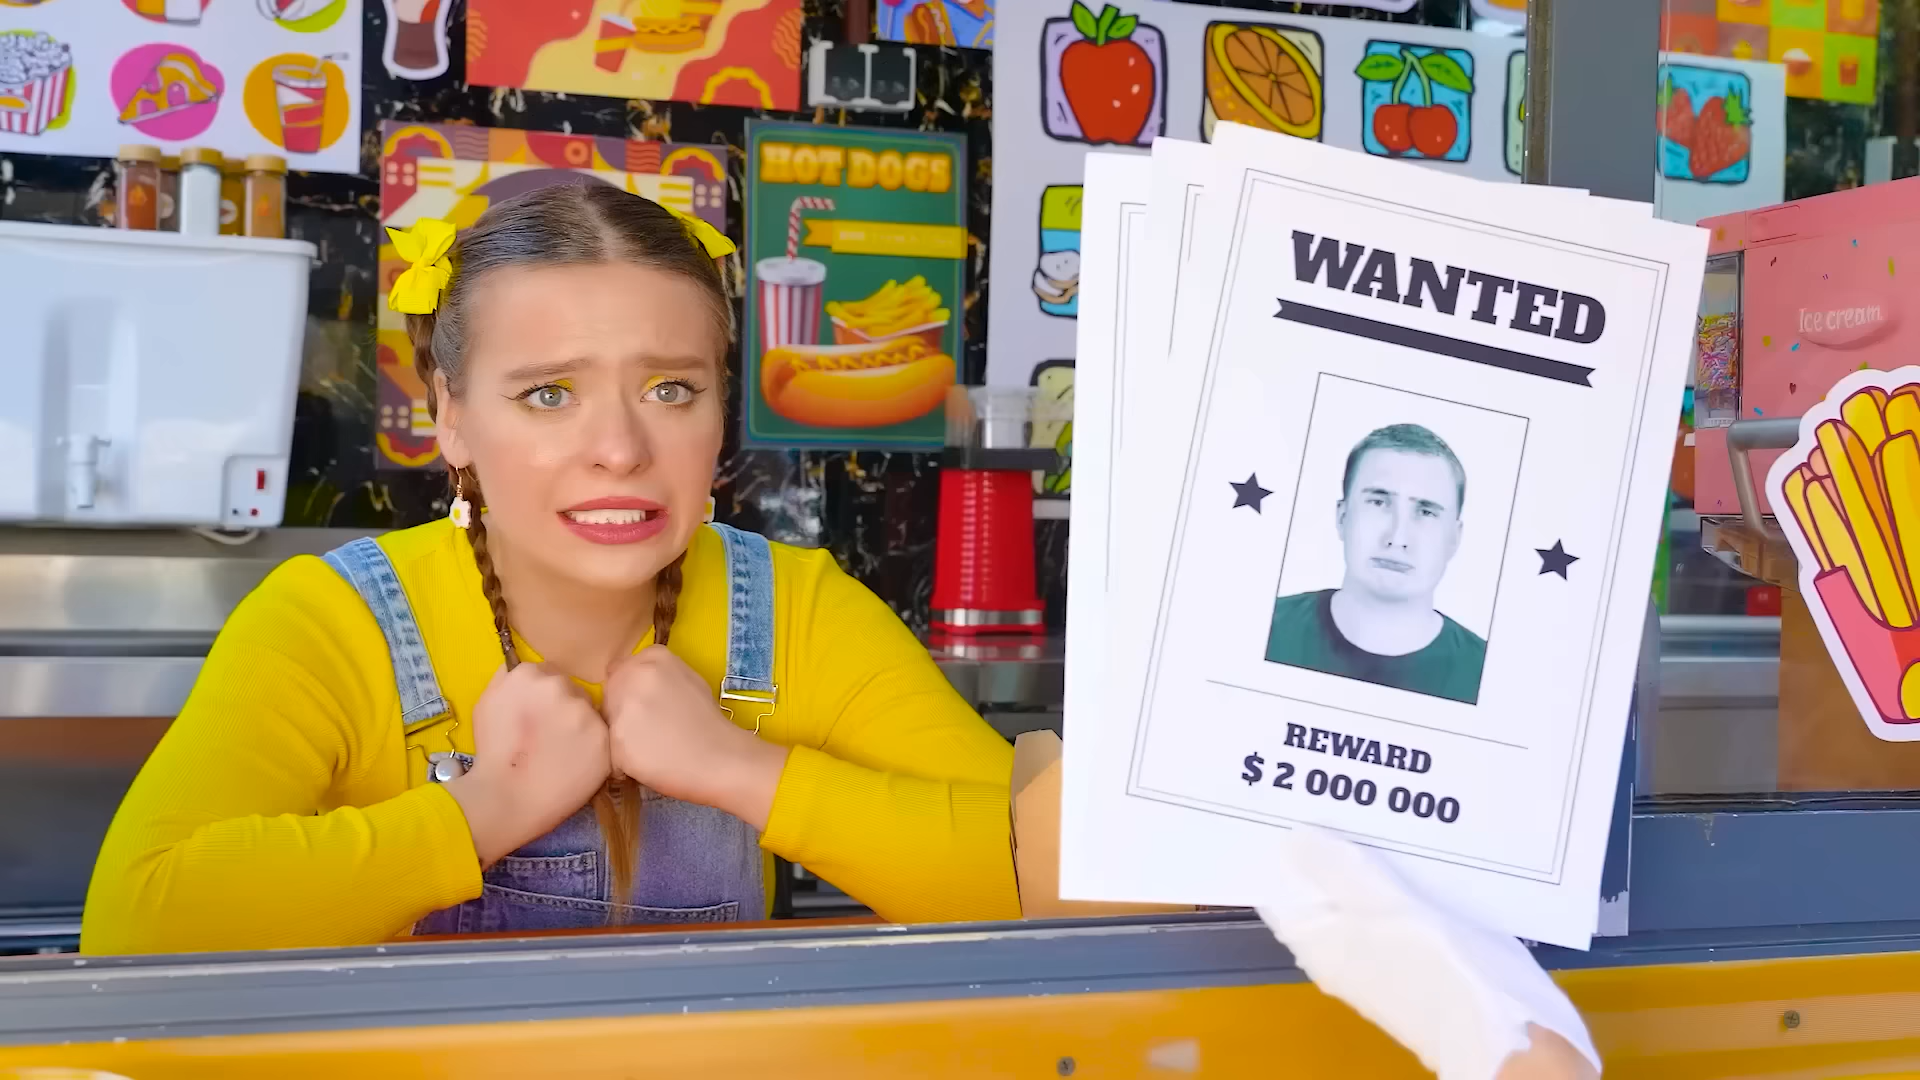 HOT DOGS
WANTED
REWARD
$ 2 000 000
Ice cream